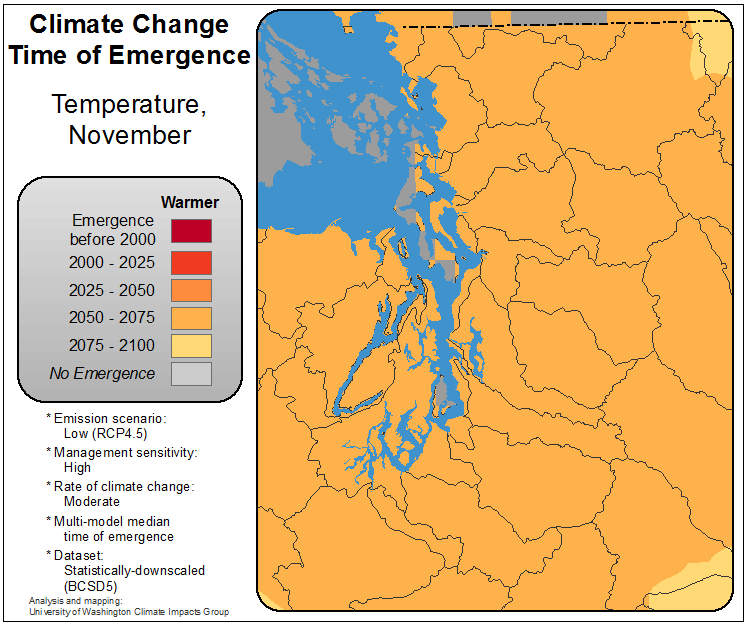 Climate Change
Time of Emergence
Temperature,
November
Warmer
Emergence
before 2000
2000 - 2025
2025 - 2050
2050 - 2075
2075 - 2100
No Emergence
* Emission scenario:
Low (RCP4.5)
* Management sensitivity:
High
* Rate of climate change:
Moderate
* Multi-model median
time of emergence
* Dataset:
Statistically-downscaled
(BCSD5)
Analysis and mapping:
University of Washington Climate Impacts Group